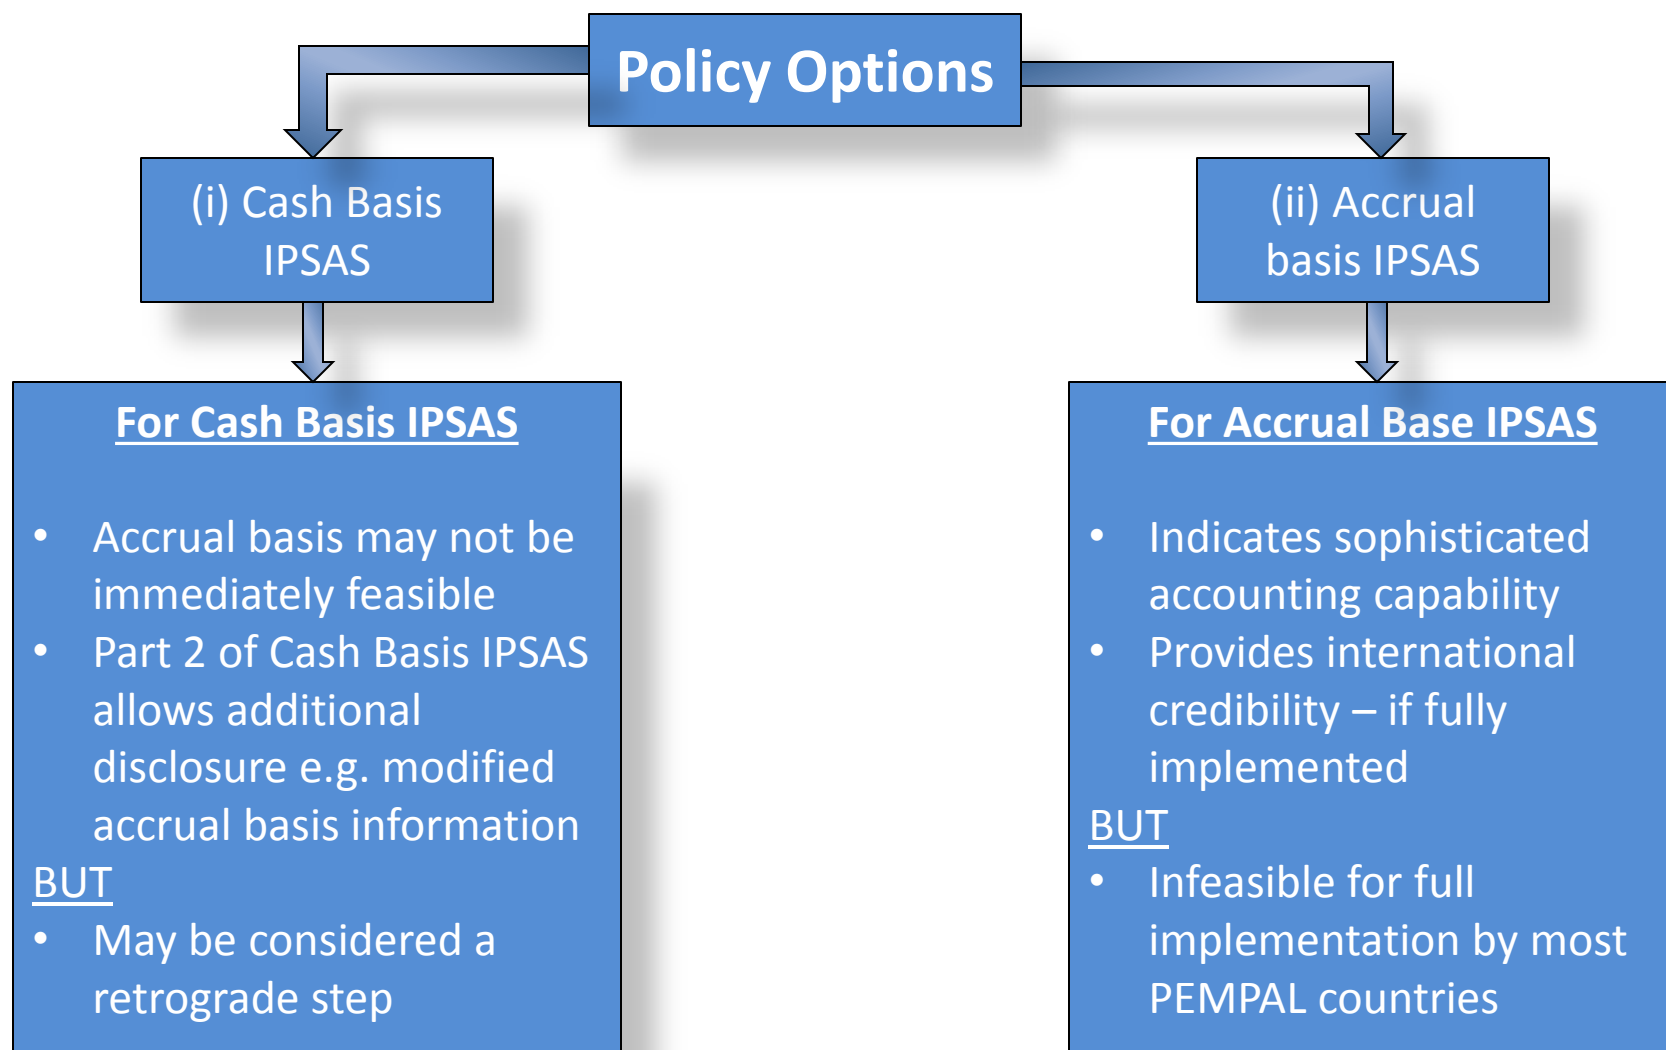 Policy Options
(i) Cash Basis
IPSAS
(ii) Accrual
basis IPSAS
For Cash Basis IPSAS
• Accrual basis may not be
immediately feasible
• Part 2 of Cash Basis IPSAS
allows additional
disclosure e.g. modified
accrual basis information
BUT
• May be considered a
retrograde step
For Accrual Base IPSAS
• Indicates sophisticated
accounting capability
• Provides international
credibility – if fully
implemented
BUT
• Infeasible for full
implementation by most
PEMPAL countries